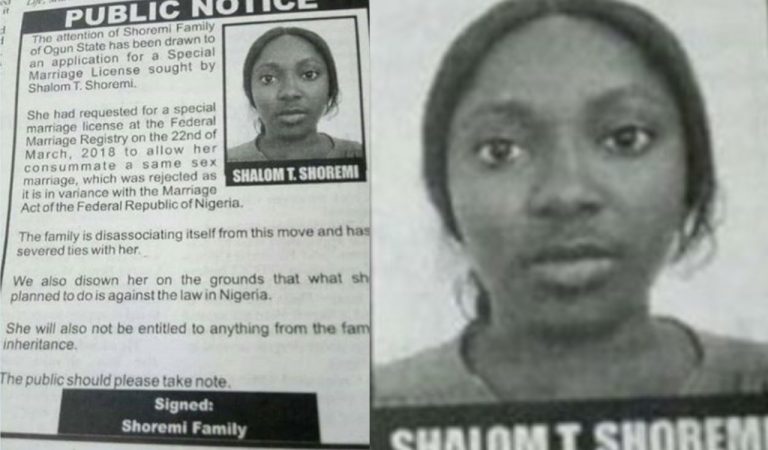 PUBLIC NOTICE
The attention of Shoremi Family
of Ogun State has been drawn to
an application for a Special
Marriage License sought by
Shalom T. Shoremi.
She had requested for a special
marriage license at the Federal
Marriage Registry on the 22nd of
March, 2018 to allow her
consummate a same sex
marriage, which was rejected as
it is in variance with the Marriage
Act of the Federal Republic of Nigeria.
SHALOM T. SHOREMI
The family is disassociating itself from this move and has
severed ties with her.
We also disown her on the grounds that what sh
planned to do is against the law in Nigeria.
She will also not be entitled to anything from the fam
inheritance.
The public should please take note.
Signed:
Shoremi Family
SHALOM T. SHOREMI